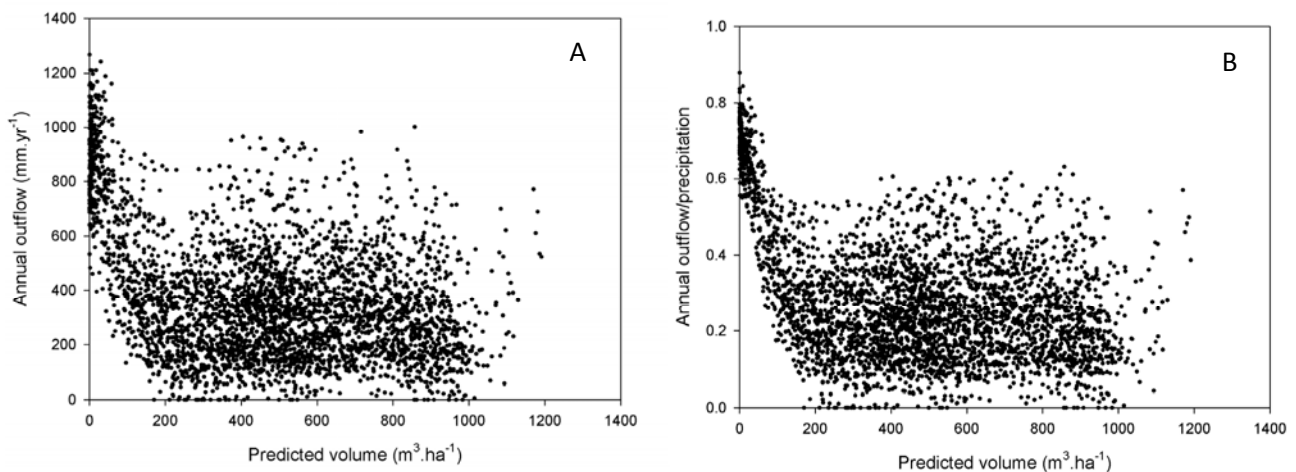 A
Annual outflow (mm.yr⁻¹)
1400
1200
1000
800
600
400
200
0
0 200 400 600 800 1000 1200 1400
Predicted volume (m³.ha⁻¹)
B
Annual outflow/precipitation
1.0
0.8
0.6
0.4
0.2
0.0
0 200 400 600 800 1000 1200 1400
Predicted volume (m³.ha⁻¹)